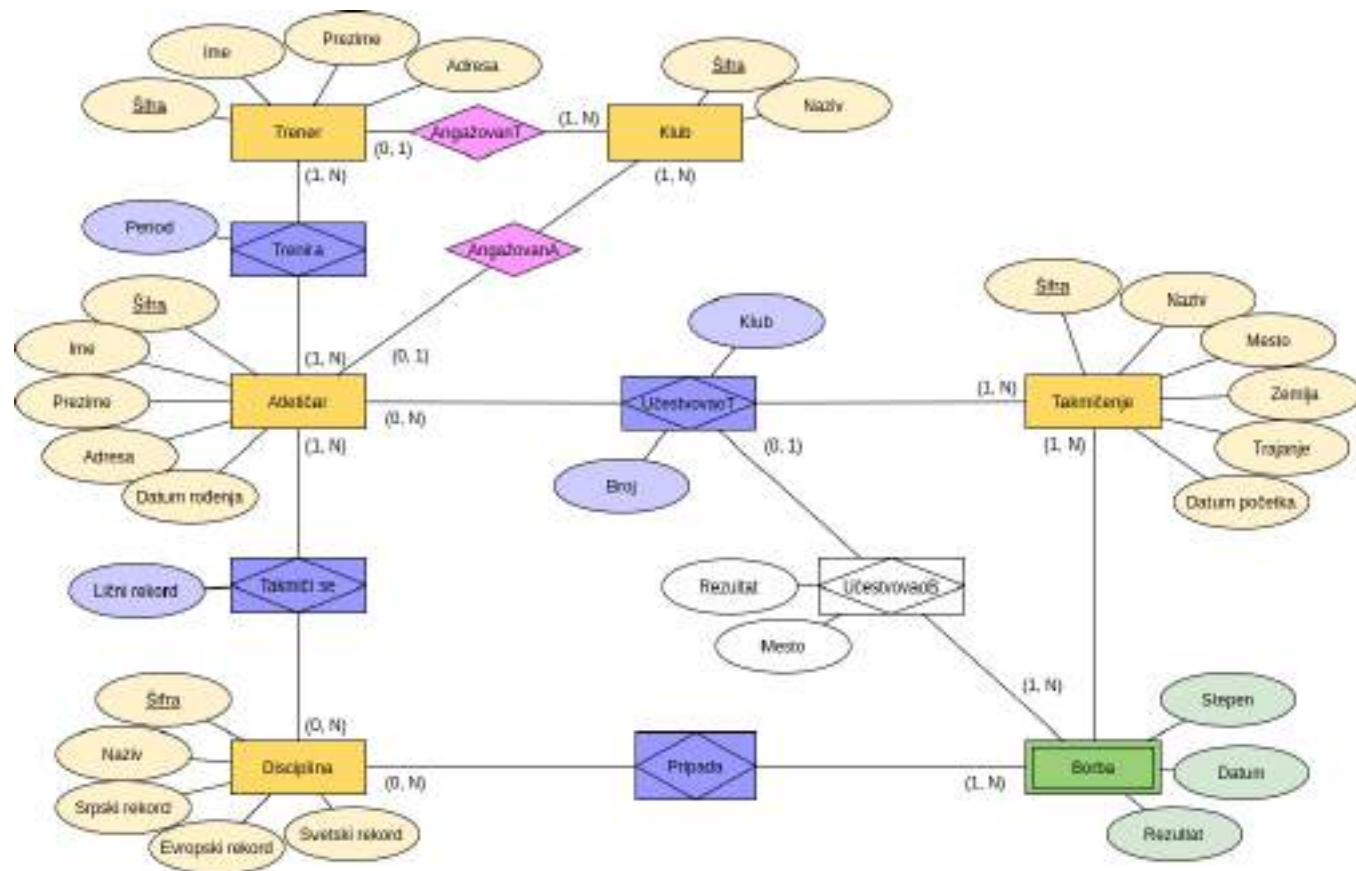 Ime
Prezime
Adresa
Šifra
Trener
(0, 1)
AngažovanT
(1, N)
Klub
Šifra
Naziv
(1, N)
(1, N)
Period
Trenira
AngažovanA
Šifra
Ime
Prezime
Adresa
Datum rođenja
(1, N)
(0, 1)
Atletičar
(0, N)
(1, N)
Klub
UčestvovaoT
Broj
(0, 1)
(1, N)
Takmičenje
(1, N)
Šifra
Naziv
Mesto
Zemlja
Trajanje
Datum početka
Lični rekord
Takmiči se
Rezultat
UčestvovaoB
Mesto
(1, N)
(0, N)
Šifra
Naziv
Srpski rekord
Evropski rekord
Svetski rekord
Disciplina
(0, N)
Pripada
(1, N)
Borba
Stepen
Datum
Rezultat